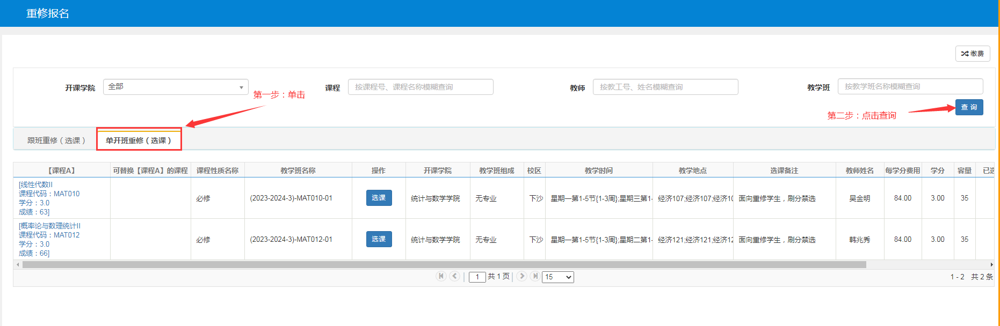 重修报名
缴费
开课学院 全部 课程 按课程号、课程名称模糊查询 教师 按教工号、姓名模糊查询 教学班 按教学班名称模糊查询
第一步：单击
查 询
第二步：点击查询
跟班重修（选课） 单开班重修（选课）
【课程A】 可替换【课程A】的课程 课程性质名称 教学班名称 操作 开课学院 教学班组成 校区 教学时间 教学地点 选课备注 教师姓名 每学分费用 学分 容量 已选
[线性代数II
课程代码：MAT010
学分：3.0
成绩：63]
必修 (2023-2024-3)-MAT010-01 选课 统计与数学学院 无专业 下沙 星期一第1-5节{1-3周};星期三第1- 经济107;经济107;经济10 面向重修学生，刷分禁选 吴金明 84.00 3.00 35
[概率论与数理统计II
课程代码：MAT012
学分：3.0
成绩：66]
必修 (2023-2024-3)-MAT012-01 选课 统计与数学学院 无专业 下沙 星期一第1-5节{1-3周};星期二第1- 经济121;经济121;经济12 面向重修学生，刷分禁选 韩兆秀 84.00 3.00 35
1 共 1 页 15 1 - 2 共 2 条